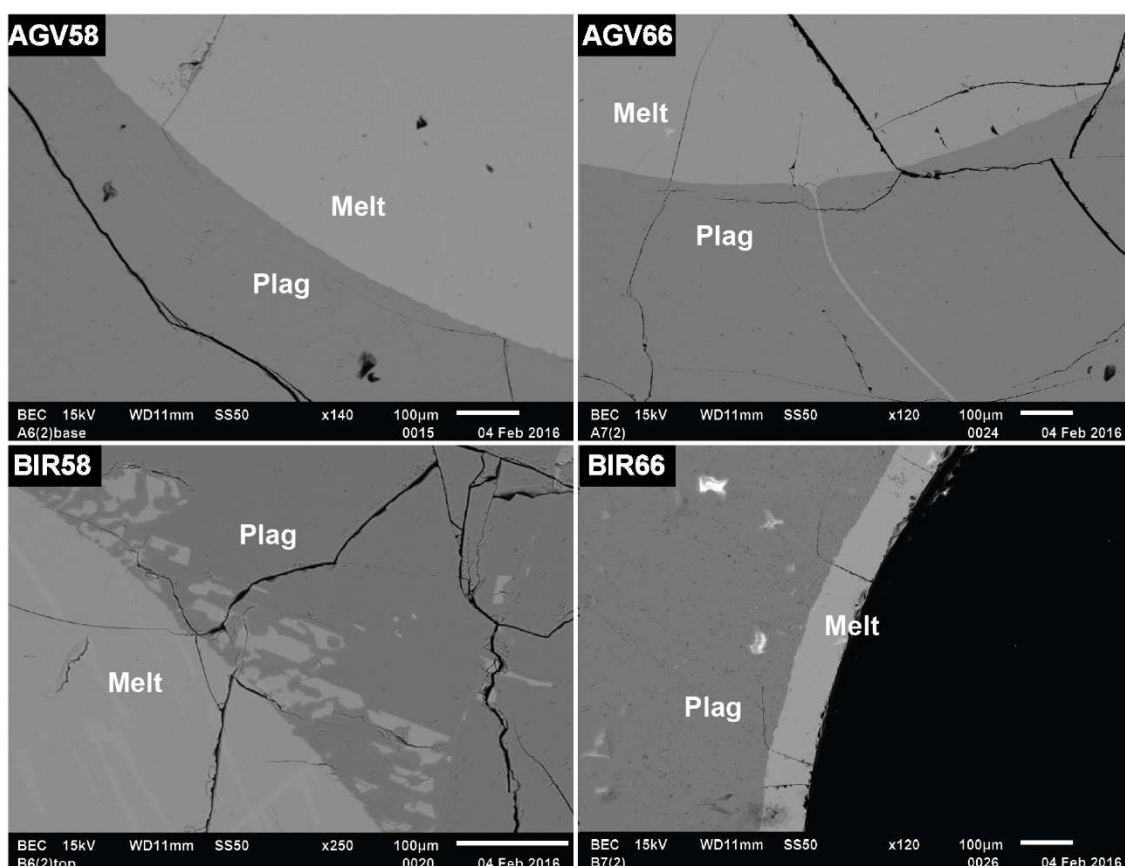 AGV58
Melt
Plag
BEC 15kV WD11mm SS50 x140 100µm
A6(2)base 0015 04 Feb 2016
AGV66
Melt
Plag
BEC 15kV WD11mm SS50 x120 100µm
A7(2) 0024 04 Feb 2016
BIR58
Plag
Melt
BEC 15kV WD11mm SS50 x250 100µm
B6(2)top 0020 04 Feb 2016
BIR66
Melt
Plag
BEC 15kV WD11mm SS50 x120 100µm
B7(2) 0026 04 Feb 2016